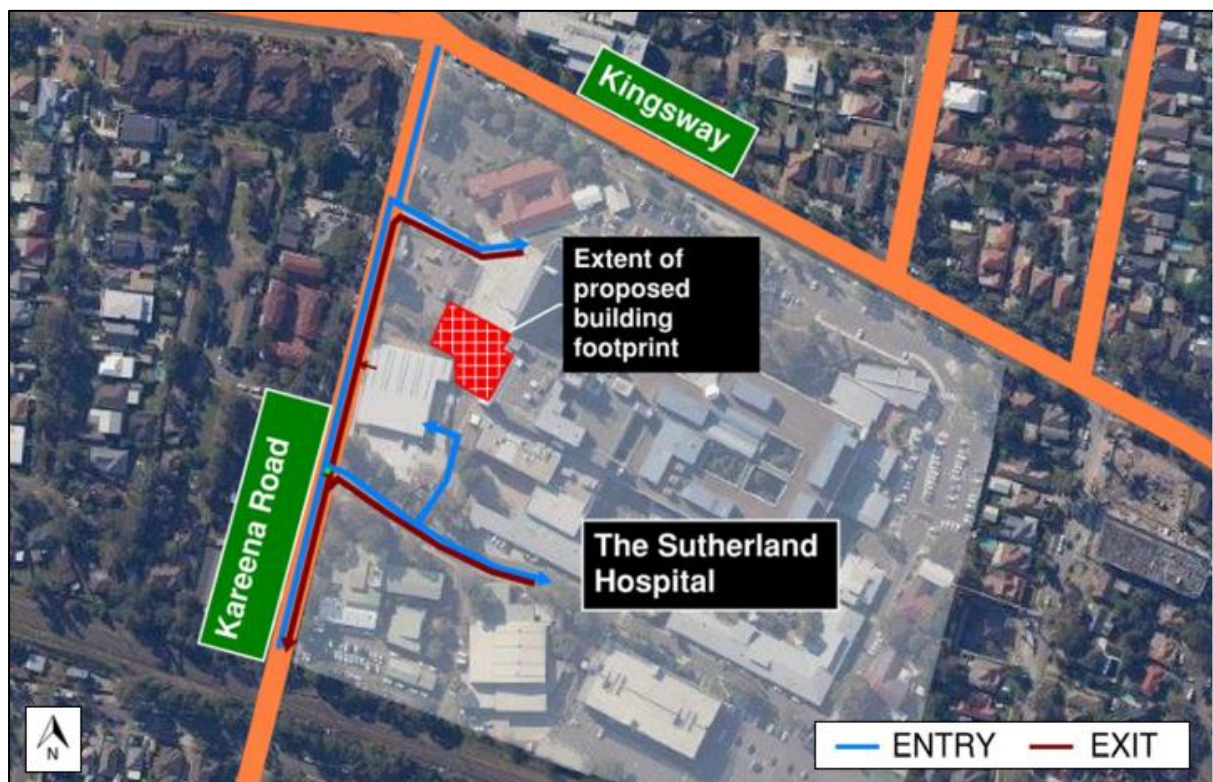 Kingsway
Extent of
proposed
building
footprint
Kareena Road
The Sutherland
Hospital
N
ENTRY
EXIT